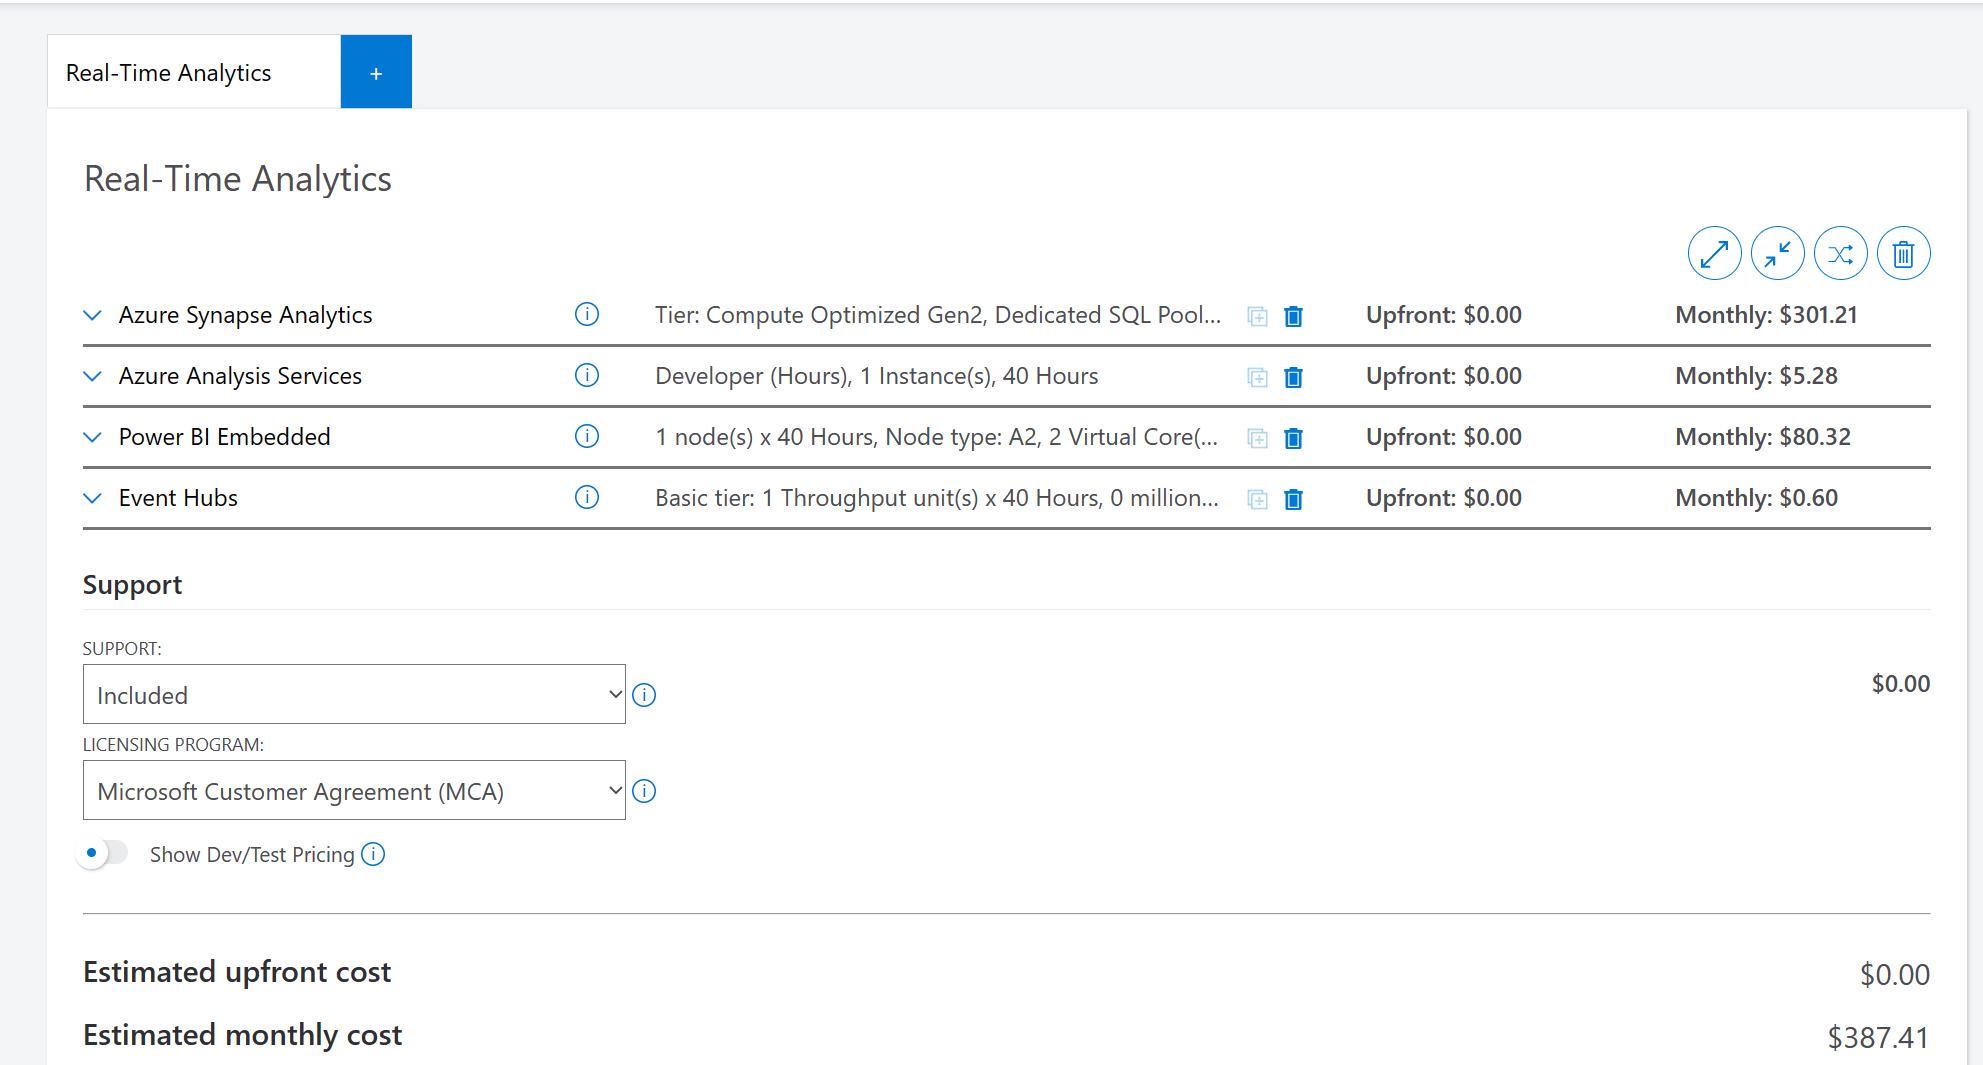 Real-Time Analytics
+
Real-Time Analytics
Azure Synapse Analytics Tier: Compute Optimized Gen2, Dedicated SQL Pool... Upfront: $0.00 Monthly: $301.21
Azure Analysis Services Developer (Hours), 1 Instance(s), 40 Hours Upfront: $0.00 Monthly: $5.28
Power BI Embedded 1 node(s) x 40 Hours, Node type: A2, 2 Virtual Core(... Upfront: $0.00 Monthly: $80.32
Event Hubs Basic tier: 1 Throughput unit(s) x 40 Hours, 0 million... Upfront: $0.00 Monthly: $0.60
Support
SUPPORT:
Included $0.00
LICENSING PROGRAM:
Microsoft Customer Agreement (MCA)
Show Dev/Test Pricing
Estimated upfront cost $0.00
Estimated monthly cost $387.41